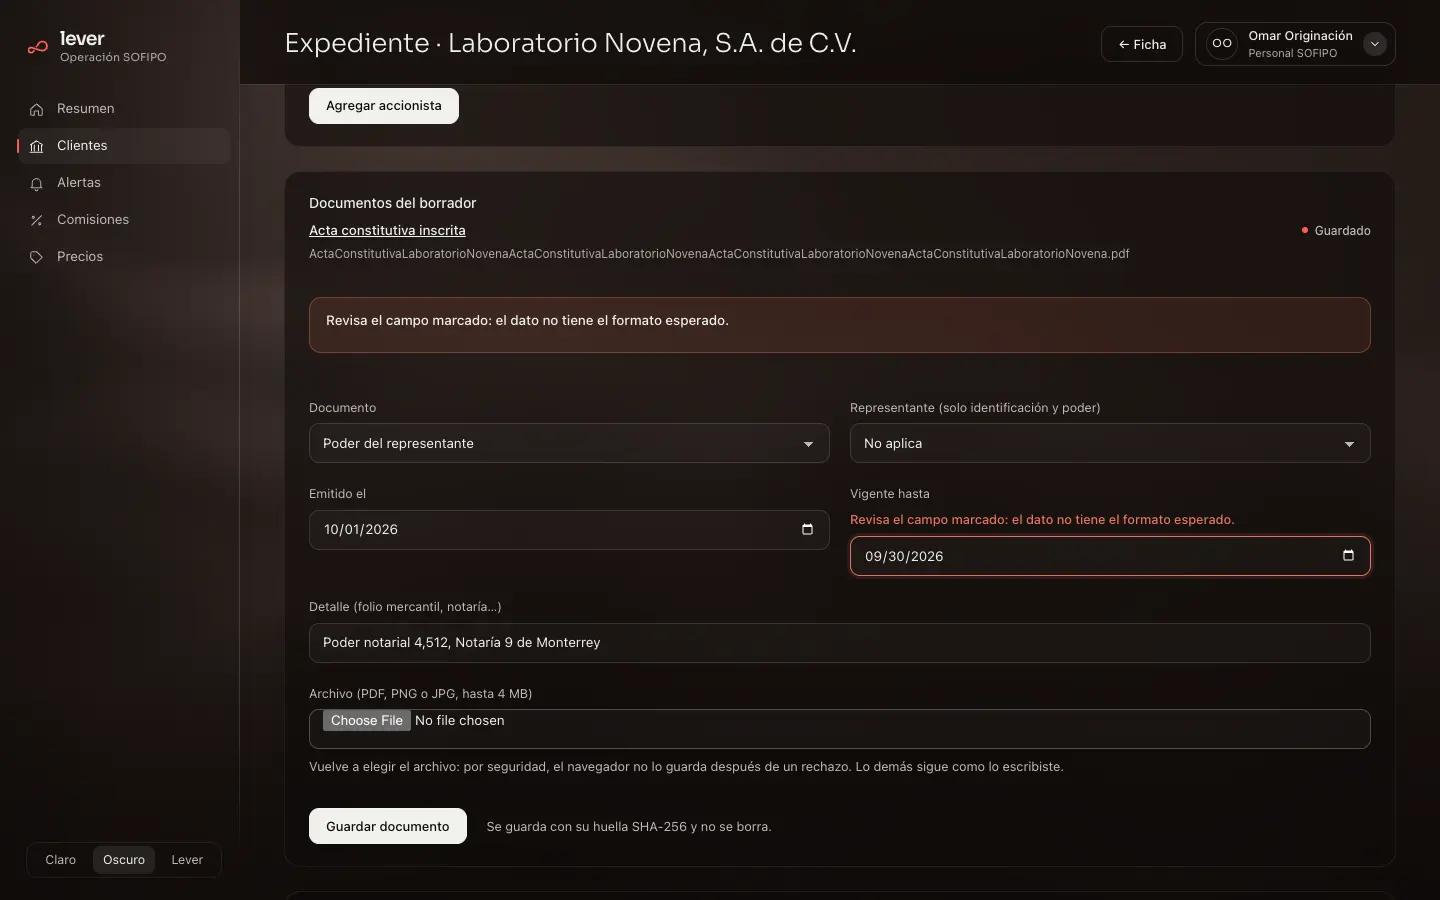 lever
Operación SOFIPO
Resumen
Clientes
Alertas
Comisiones
Precios
Claro
Oscuro
Lever
Expediente · Laboratorio Novena, S.A. de C.V.
← Ficha
OO
Omar Originación
Personal SOFIPO
Agregar accionista
Documentos del borrador
Acta constitutiva inscrita
Guardado
ActaConstitutivaLaboratorioNovenaActaConstitutivaLaboratorioNovenaActaConstitutivaLaboratorioNovenaActaConstitutivaLaboratorioNovena.pdf
Revisa el campo marcado: el dato no tiene el formato esperado.
Documento
Poder del representante
Representante (solo identificación y poder)
No aplica
Emitido el
10/01/2026
Vigente hasta
Revisa el campo marcado: el dato no tiene el formato esperado.
09/30/2026
Detalle (folio mercantil, notaría…)
Poder notarial 4,512, Notaría 9 de Monterrey
Archivo (PDF, PNG o JPG, hasta 4 MB)
Choose File No file chosen
Vuelve a elegir el archivo: por seguridad, el navegador no lo guarda después de un rechazo. Lo demás sigue como lo escribiste.
Guardar documento
Se guarda con su huella SHA-256 y no se borra.